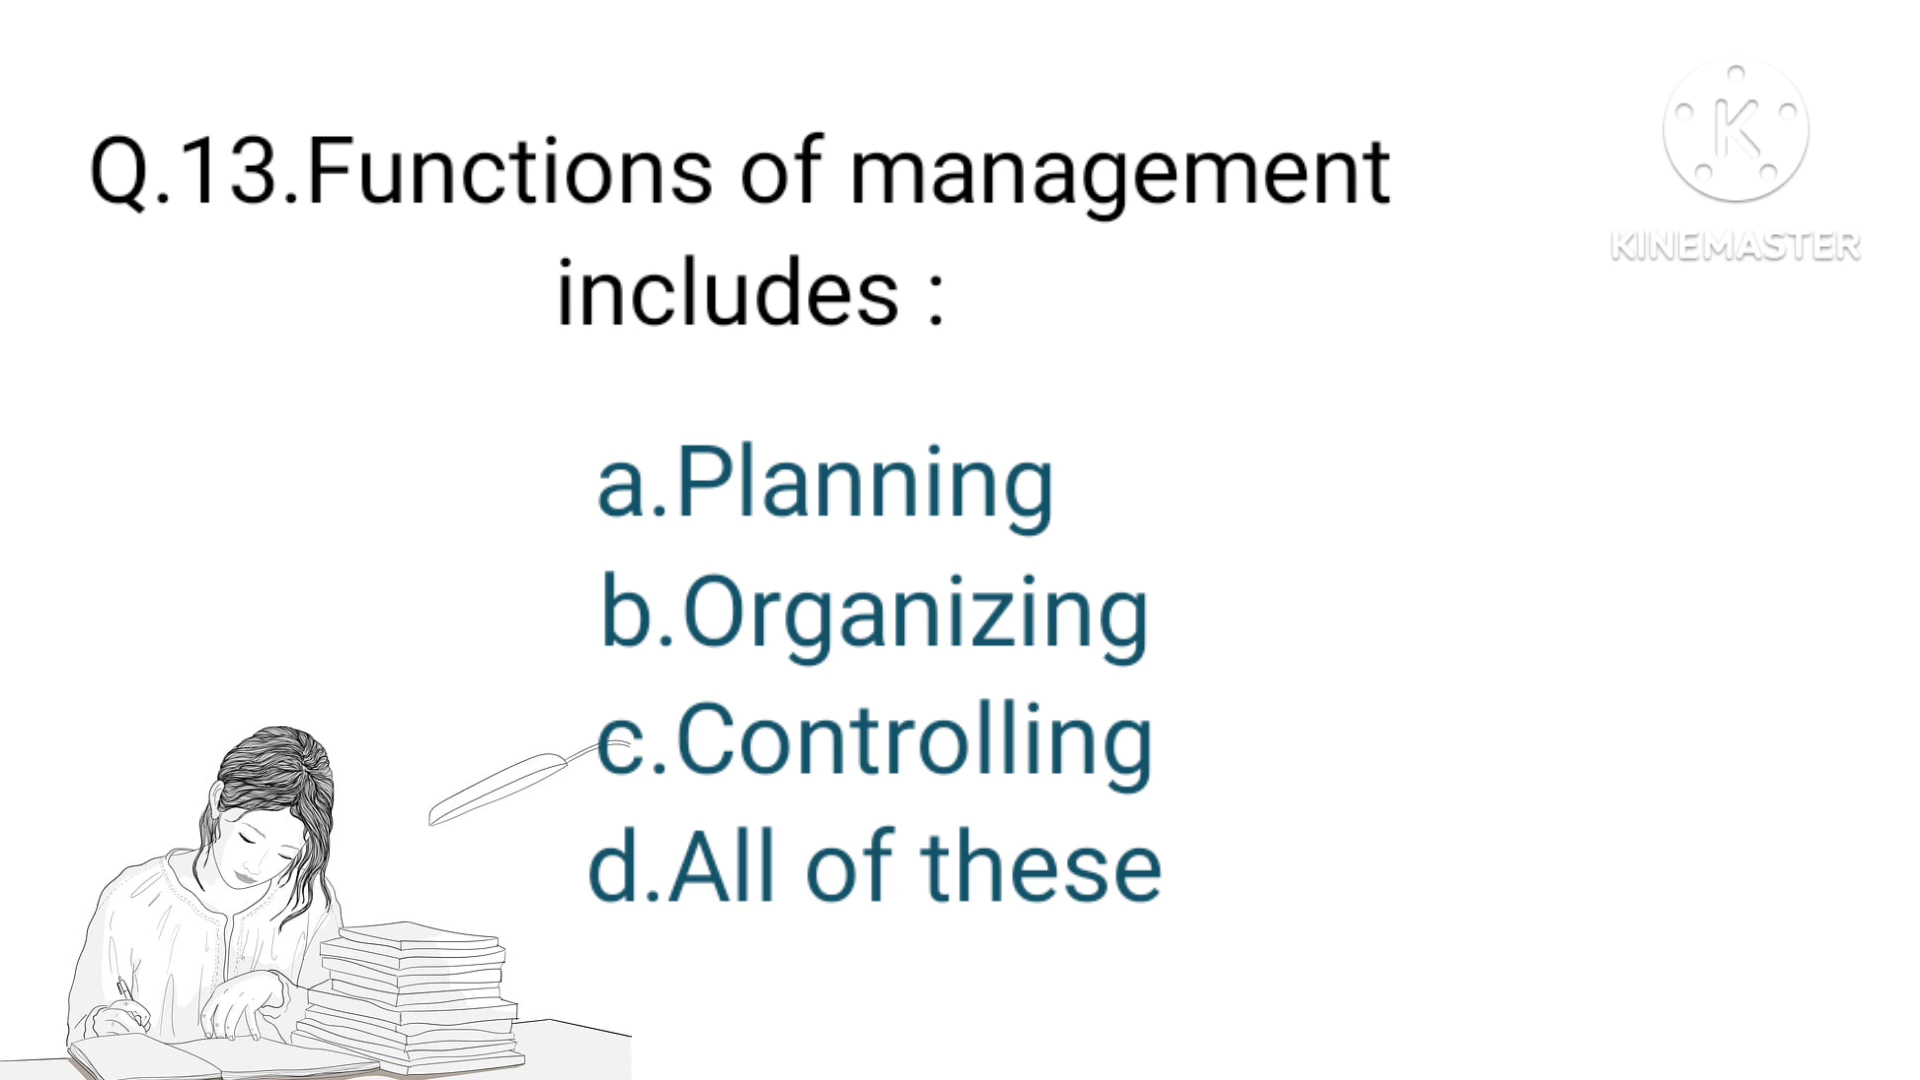 Q.13.Functions of management
includes :
a.Planning
b.Organizing
c.Controlling
d.All of these
K
KINEMASTER